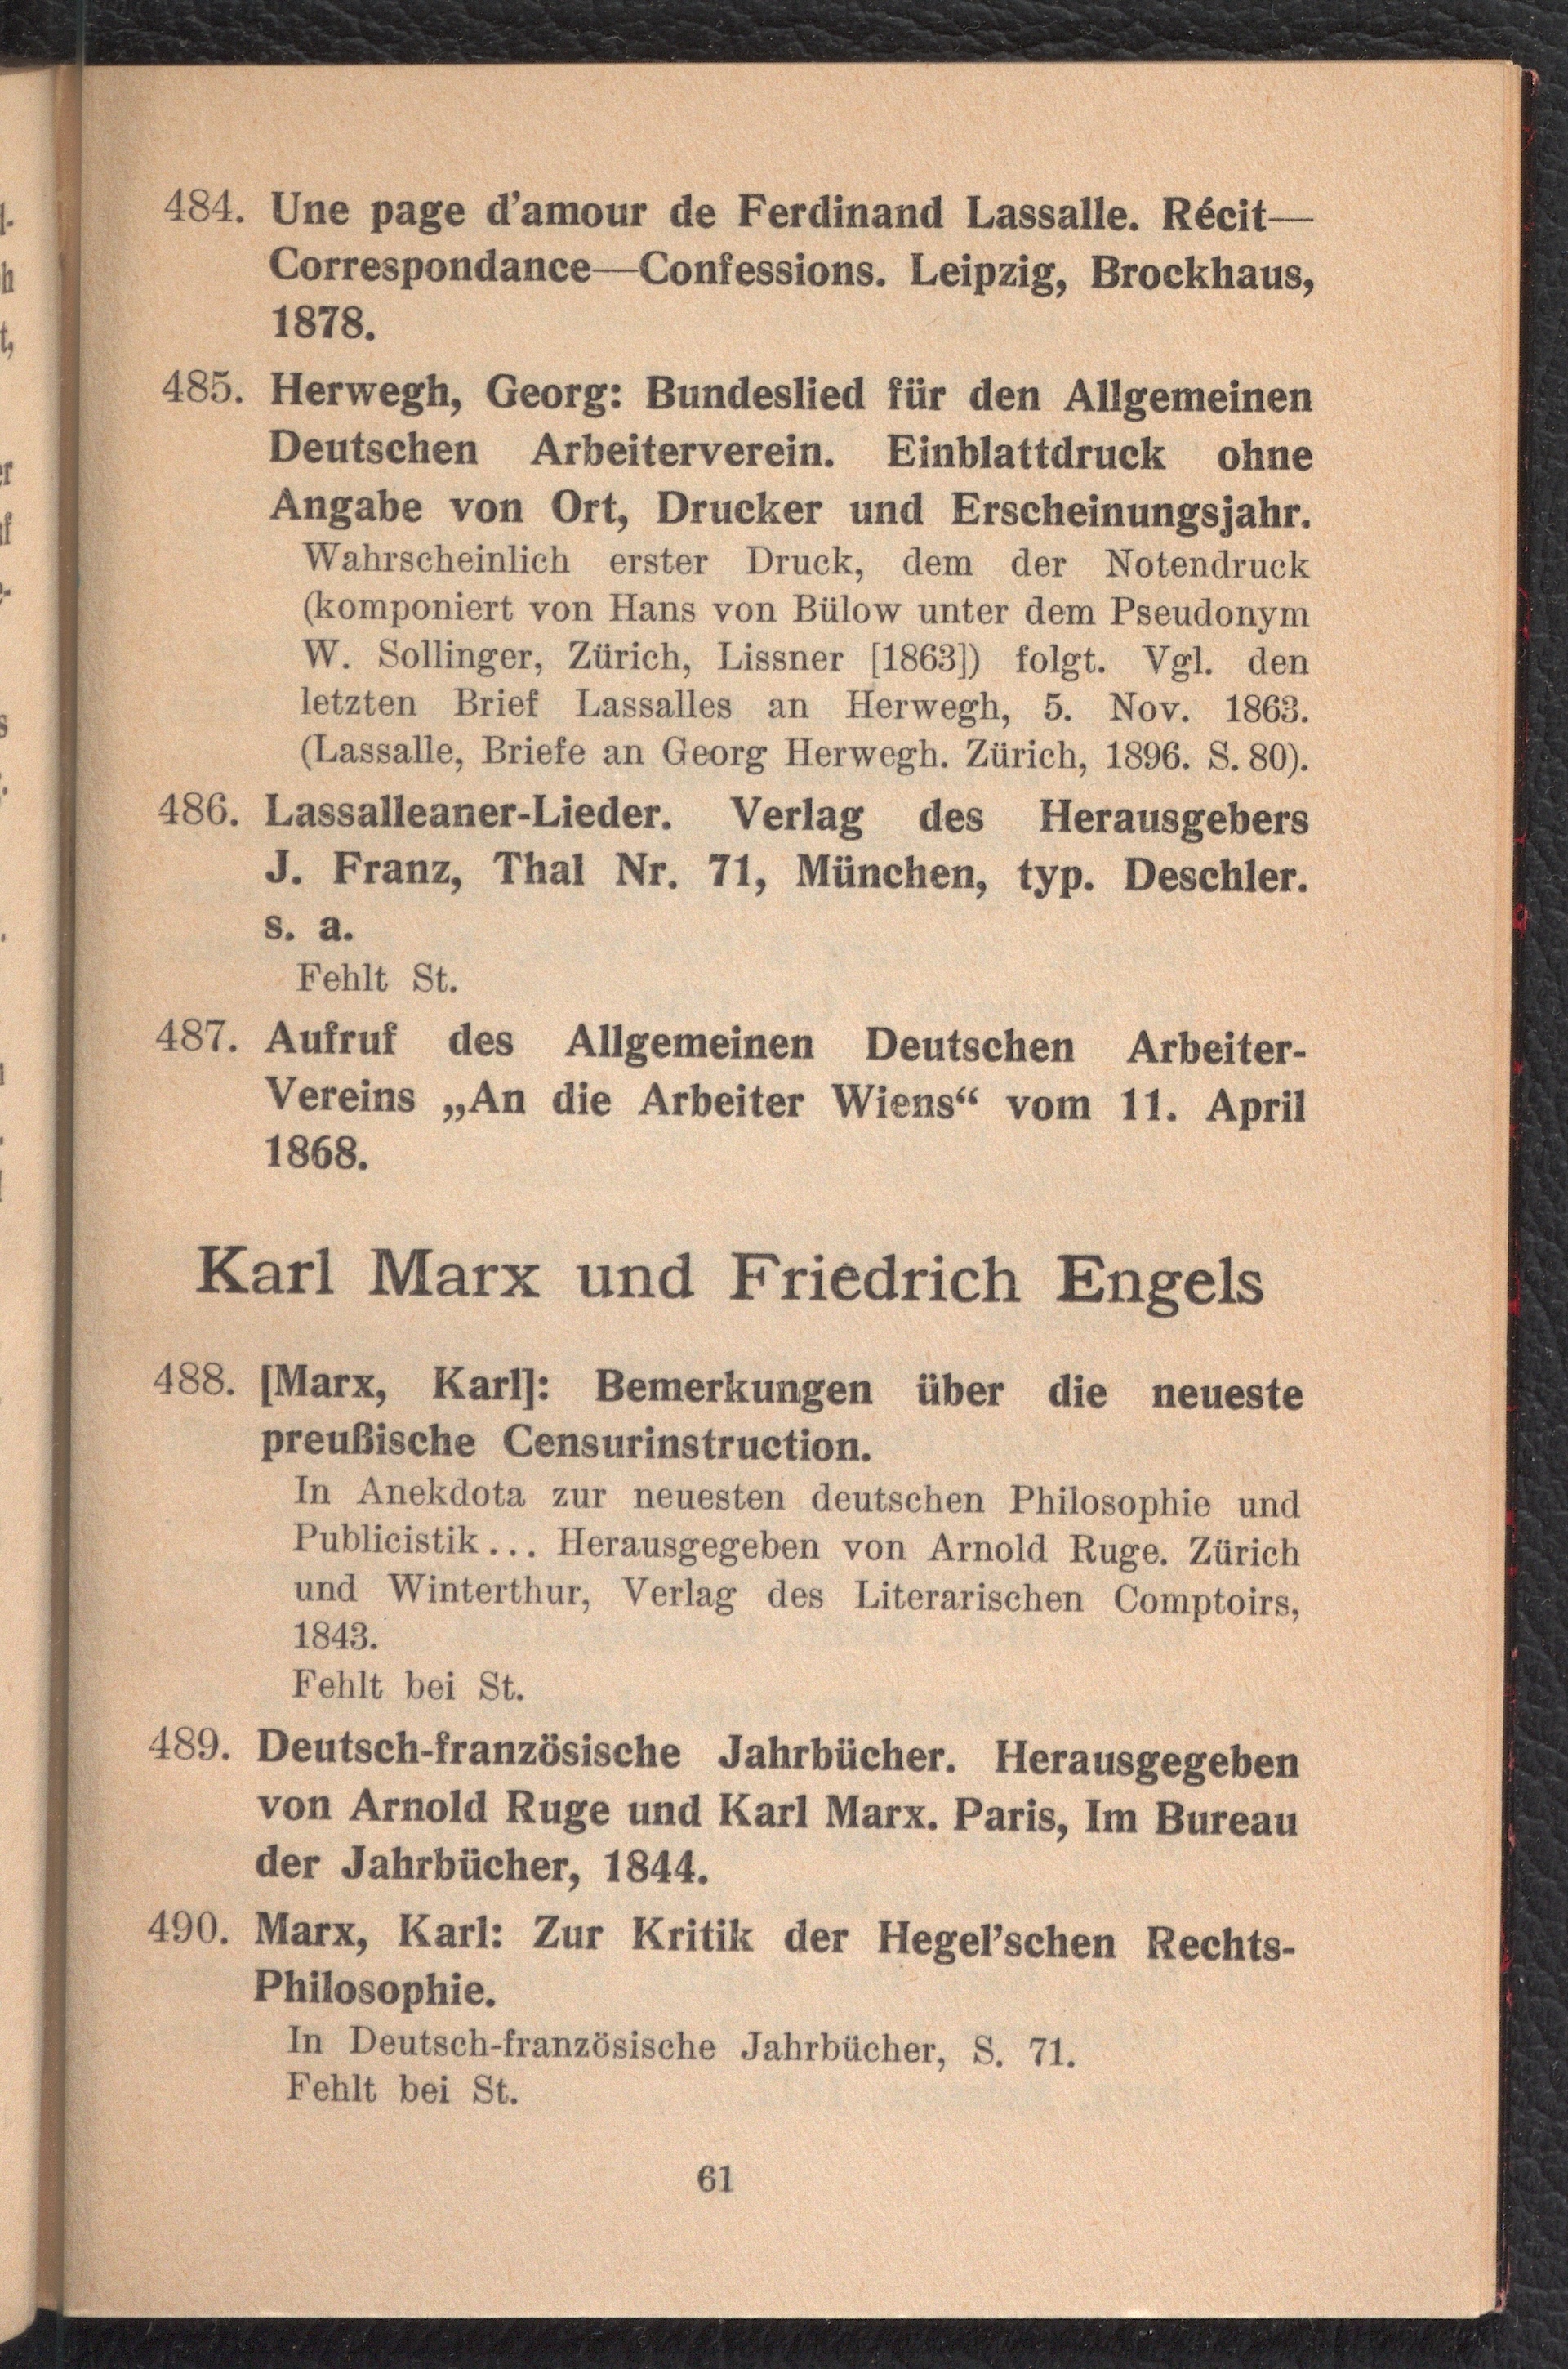 484. Une page d'amour de Ferdinand Lassalle. Récit—
Correspondance—Confessions. Leipzig, Brockhaus,
1878.
485. Herwegh, Georg: Bundeslied für den Allgemeinen
Deutschen Arbeiterverein. Einblattdruck ohne
Angabe von Ort, Drucker und Erscheinungsjahr.
Wahrscheinlich erster Druck, dem der Notendruck
(komponiert von Hans von Bülow unter dem Pseudonym
W. Sollinger, Zürich, Lissner [1863]) folgt. Vgl. den
letzten Brief Lassalles an Herwegh, 5. Nov. 1863.
(Lassalle, Briefe an Georg Herwegh. Zürich, 1896. S. 80).
486. Lassalleaner-Lieder. Verlag des Herausgebers
J. Franz, Thal Nr. 71, München, typ. Deschler.
s. a.
Fehlt St.
487. Aufruf des Allgemeinen Deutschen Arbeiter-
Vereins „An die Arbeiter Wiens“ vom 11. April
1868.
Karl Marx und Friedrich Engels
488. [Marx, Karl]: Bemerkungen über die neueste
preußische Censurinstruction.
In Anekdota zur neuesten deutschen Philosophie und
Publicistik... Herausgegeben von Arnold Ruge. Zürich
und Winterthur, Verlag des Literarischen Comptoirs,
1843.
Fehlt bei St.
489. Deutsch-französische Jahrbücher. Herausgegeben
von Arnold Ruge und Karl Marx. Paris, Im Bureau
der Jahrbücher, 1844.
490. Marx, Karl: Zur Kritik der Hegel'schen Rechts-
Philosophie.
In Deutsch-französische Jahrbücher, S. 71.
Fehlt bei St.
61